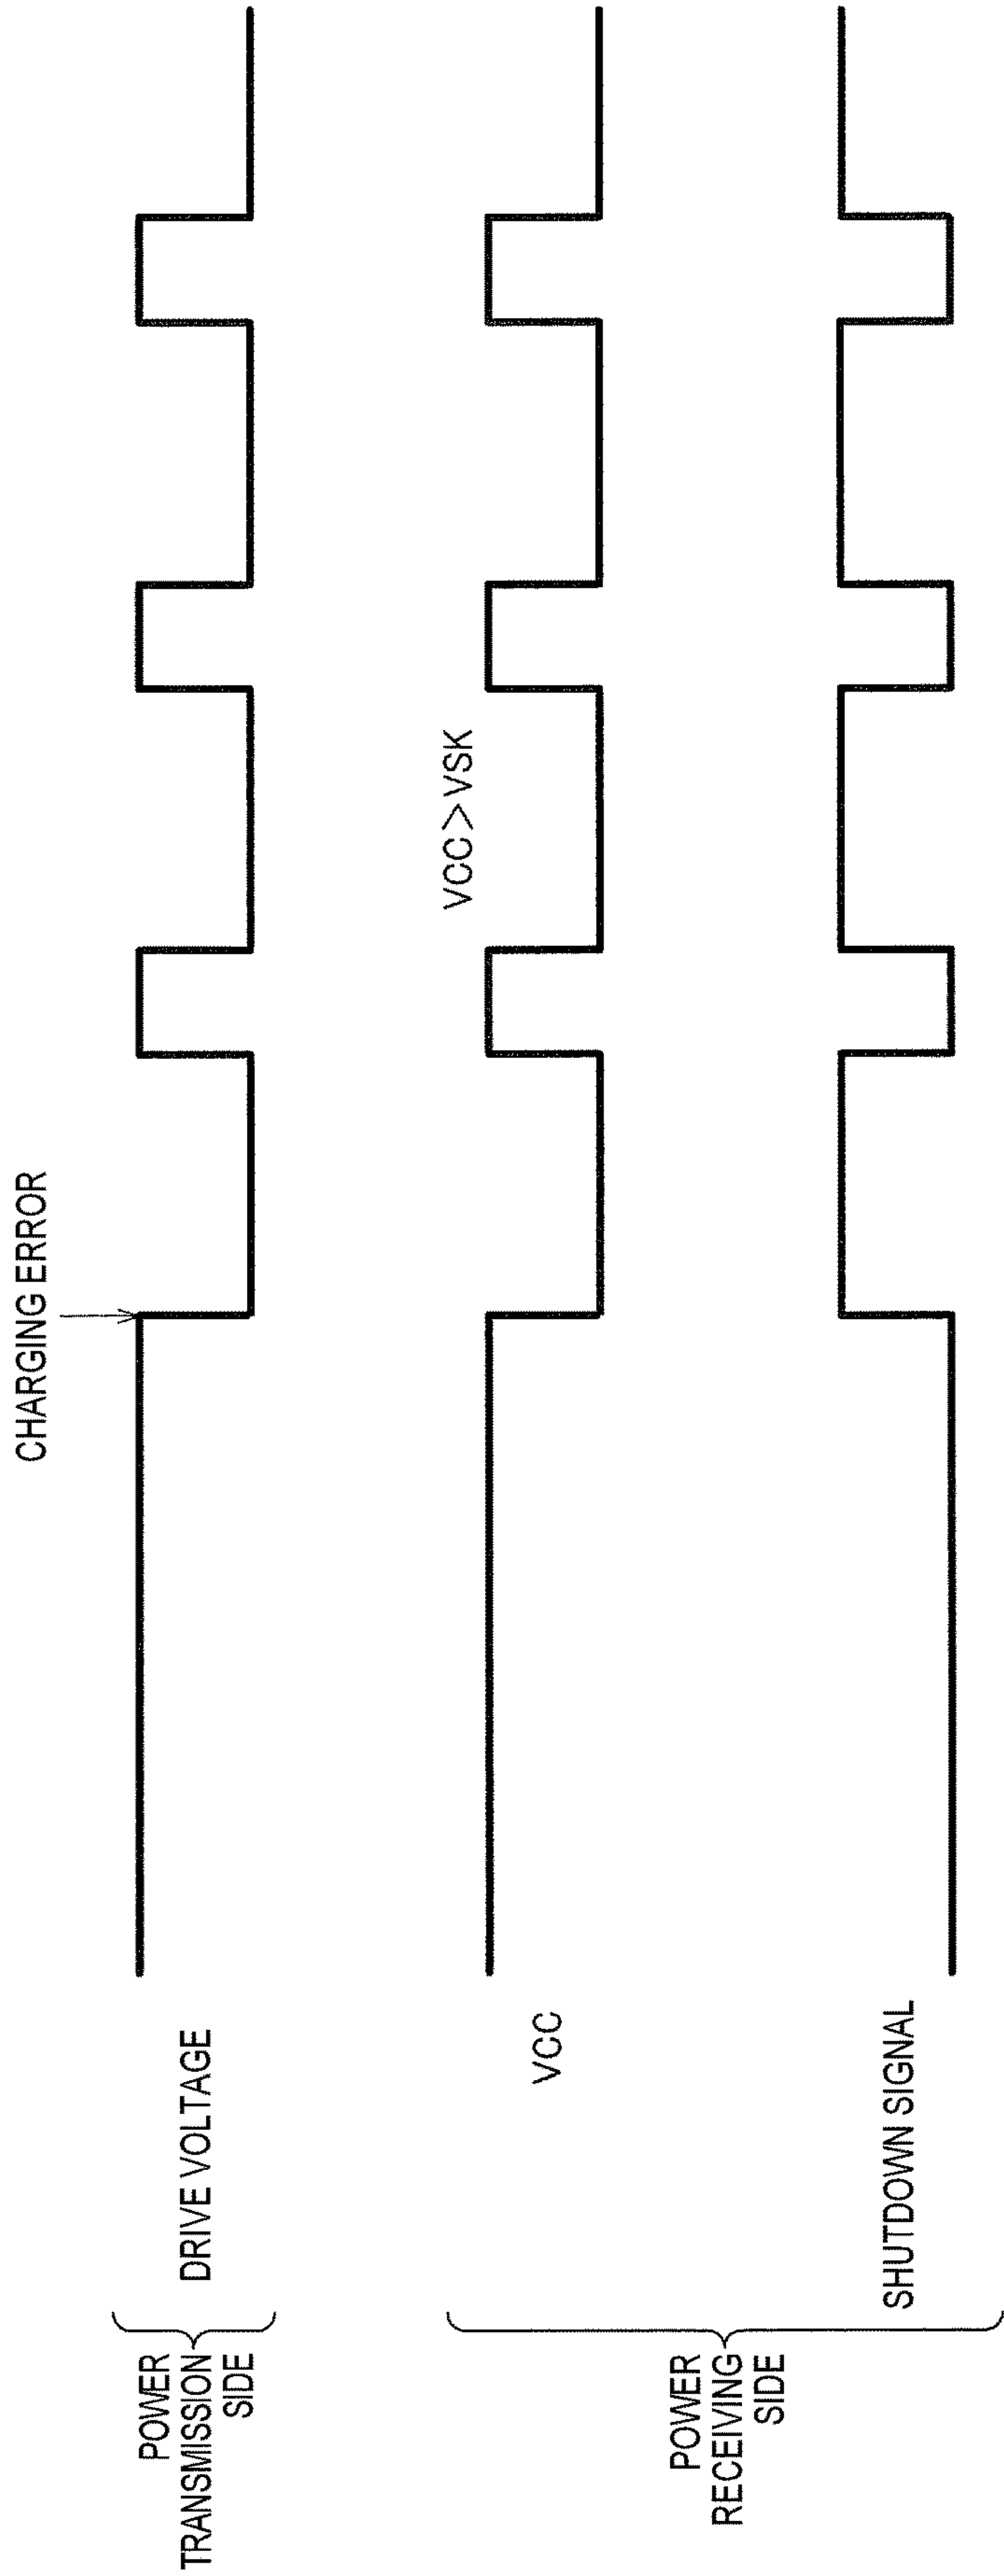 CHARGING ERROR
POWER
TRANSMISSION
SIDE
DRIVE VOLTAGE
VCC > VSK
POWER
RECEIVING
SIDE
VCC
SHUTDOWN SIGNAL